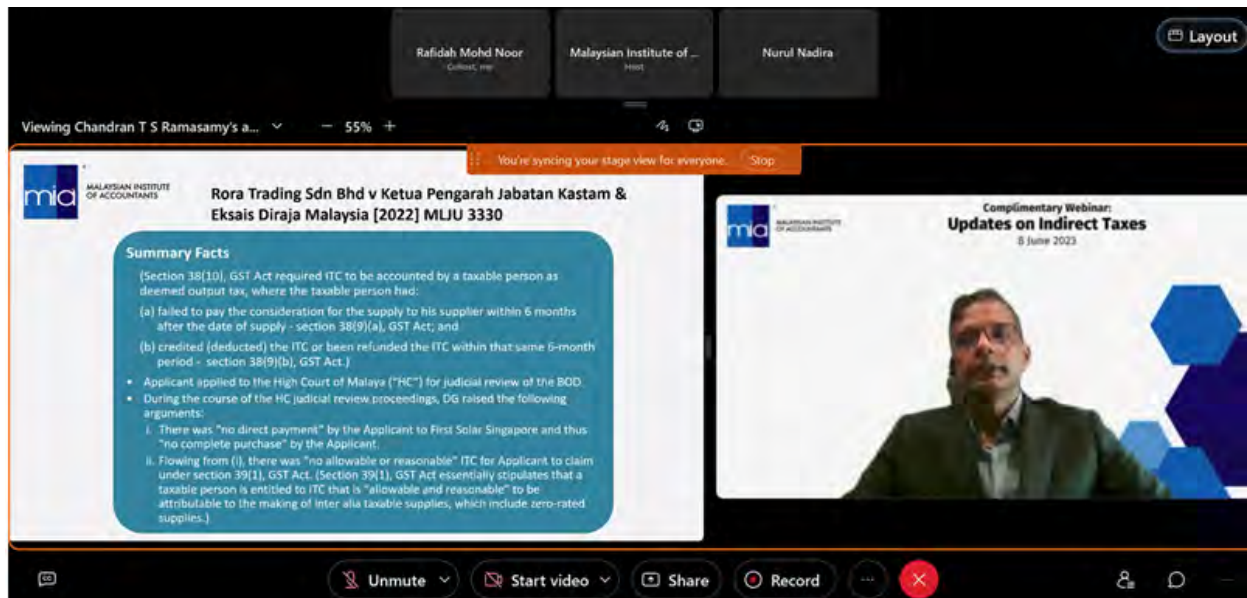 Rafidah Mohd Noor
Cohost, me
Malaysian Institute of ...
Host
Nurul Nadira
Layout
Viewing Chandran T S Ramasamy's a...
55%
You're syncing your stage view for everyone.
Stop
mia
MALAYSIAN INSTITUTE
OF ACCOUNTANTS
Rora Trading Sdn Bhd v Ketua Pengarah Jabatan Kastam &
Eksais Diraja Malaysia [2022] MLJU 3330
Summary Facts
(Section 38(10), GST Act required ITC to be accounted by a taxable person as
deemed output tax, where the taxable person had:
(a) failed to pay the consideration for the supply to his supplier within 6 months
after the date of supply - section 38(9)(a), GST Act; and
(b) credited (deducted) the ITC or been refunded the ITC within that same 6-month
period - section 38(9)(b), GST Act.)
• Applicant applied to the High Court of Malaya ("HC") for judicial review of the BOD.
• During the course of the HC judicial review proceedings, DG raised the following
arguments:
i. There was "no direct payment" by the Applicant to First Solar Singapore and thus
"no complete purchase" by the Applicant.
ii. Flowing from (i), there was "no allowable or reasonable" ITC for Applicant to claim
under section 39(1), GST Act. (Section 39(1), GST Act essentially stipulates that a
taxable person is entitled to ITC that is "allowable and reasonable" to be
attributable to the making of inter alia taxable supplies, which include zero-rated
supplies.)
mia
MALAYSIAN INSTITUTE
OF ACCOUNTANTS
Complimentary Webinar:
Updates on Indirect Taxes
8 June 2023
CC
Unmute
Start video
Share
Record